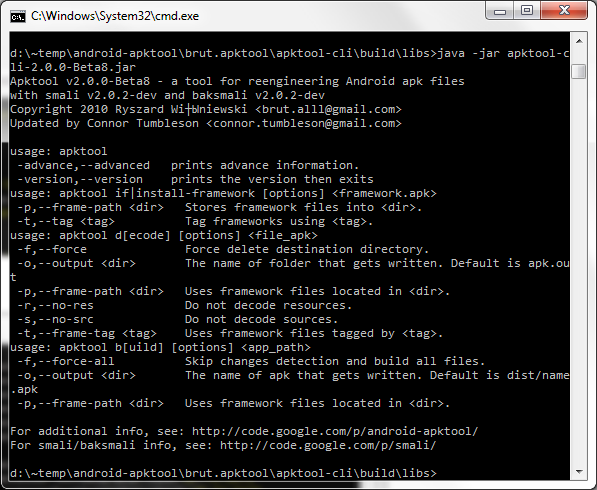 C:\Windows\System32\cmd.exe
d:\~temp\android-apktool\brut.apktool\apktool-cli\build\libs>java -jar apktool-c
li-2.0.0-Beta8.jar
Apktool v2.0.0-Beta8 - a tool for reengineering Android apk files
with smali v2.0.2-dev and baksmali v2.0.2-dev
Copyright 2010 Ryszard Wi┼Ыniewski <brut.alll@gmail.com>
Updated by Connor Tumbleson <connor.tumbleson@gmail.com>
usage: apktool
 -advance,--advanced   prints advance information.
 -version,--version    prints the version then exits
usage: apktool if|install-framework [options] <framework.apk>
 -p,--frame-path <dir>   Stores framework files into <dir>.
 -t,--tag <tag>          Tag frameworks using <tag>.
usage: apktool d[ecode] [options] <file_apk>
 -f,--force              Force delete destination directory.
 -o,--output <dir>       The name of folder that gets written. Default is apk.ou
t
 -p,--frame-path <dir>   Uses framework files located in <dir>.
 -r,--no-res             Do not decode resources.
 -s,--no-src             Do not decode sources.
 -t,--frame-tag <tag>    Uses framework files tagged by <tag>.
usage: apktool b[uild] [options] <app_path>
 -f,--force-all          Skip changes detection and build all files.
 -o,--output <dir>       The name of apk that gets written. Default is dist/name
.apk
 -p,--frame-path <dir>   Uses framework files located in <dir>.
For additional info, see: http://code.google.com/p/android-apktool/
For smali/baksmali info, see: http://code.google.com/p/smali/
d:\~temp\android-apktool\brut.apktool\apktool-cli\build\libs>